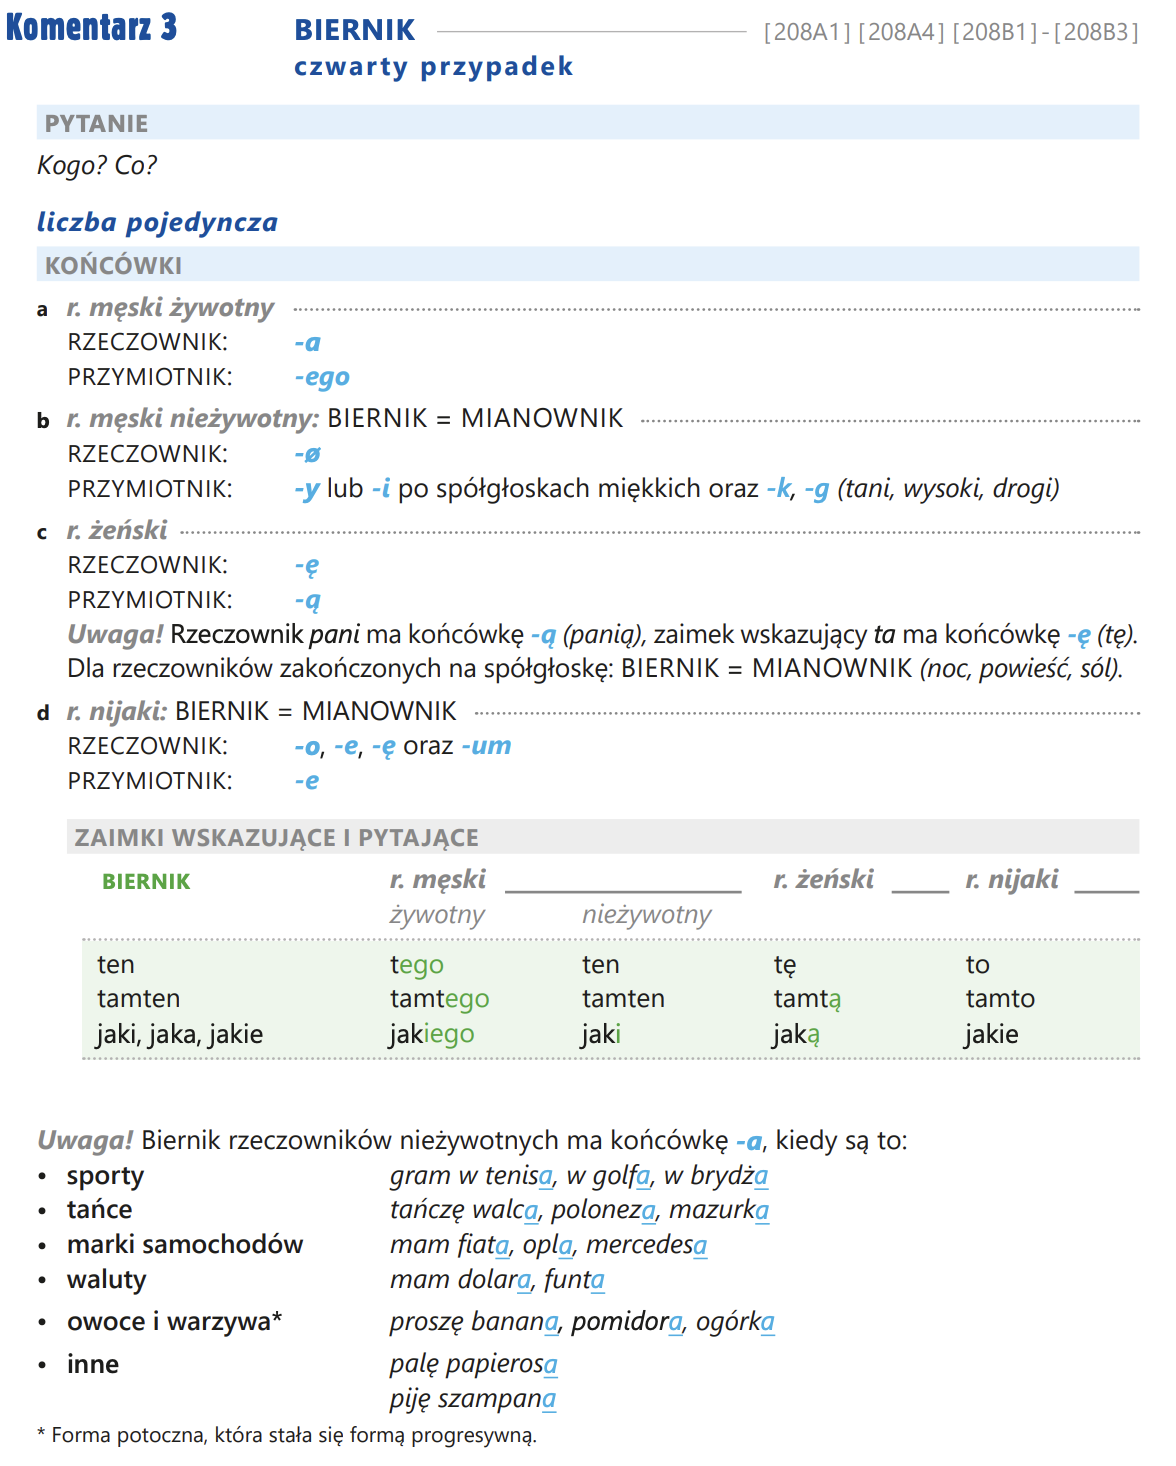 Komentarz 3 BIERNIK [208A1] [208A4] [208B1]-[208B3]
czwarty przypadek
PYTANIE
Kogo? Co?
liczba pojedyncza
KOŃCÓWKI
a r. męski żywotny
RZECZOWNIK: -a
PRZYMIOTNIK: -ego
b r. męski nieżywotny: BIERNIK = MIANOWNIK
RZECZOWNIK: -ø
PRZYMIOTNIK: -y lub -i po spółgłoskach miękkich oraz -k, -g (tani, wysoki, drogi)
c r. żeński
RZECZOWNIK: -ę
PRZYMIOTNIK: -ą
Uwaga! Rzeczownik pani ma końcówkę -ą (panią), zaimek wskazujący ta ma końcówkę -ę (tę).
Dla rzeczowników zakończonych na spółgłoskę: BIERNIK = MIANOWNIK (noc, powieść, sól).
d r. nijaki: BIERNIK = MIANOWNIK
RZECZOWNIK: -o, -e, -ę oraz -um
PRZYMIOTNIK: -e
ZAIMKI WSKAZUJĄCE I PYTAJĄCE
BIERNIK r. męski r. żeński r. nijaki
żywotny nieżywotny
ten tego ten tę to
tamten tamtego tamten tamtą tamto
jaki, jaka, jakie jakiego jaki jaką jakie
Uwaga! Biernik rzeczowników nieżywotnych ma końcówkę -a, kiedy są to:
• sporty gram w tenisa, w golfa, w brydża
• tańce tańczę walca, poloneza, mazurka
• marki samochodów mam fiata, opla, mercedesa
• waluty mam dolara, funta
• owoce i warzywa* proszę banana, pomidora, ogórka
• inne palę papierosa
piję szampana
* Forma potoczna, która stała się formą progresywną.